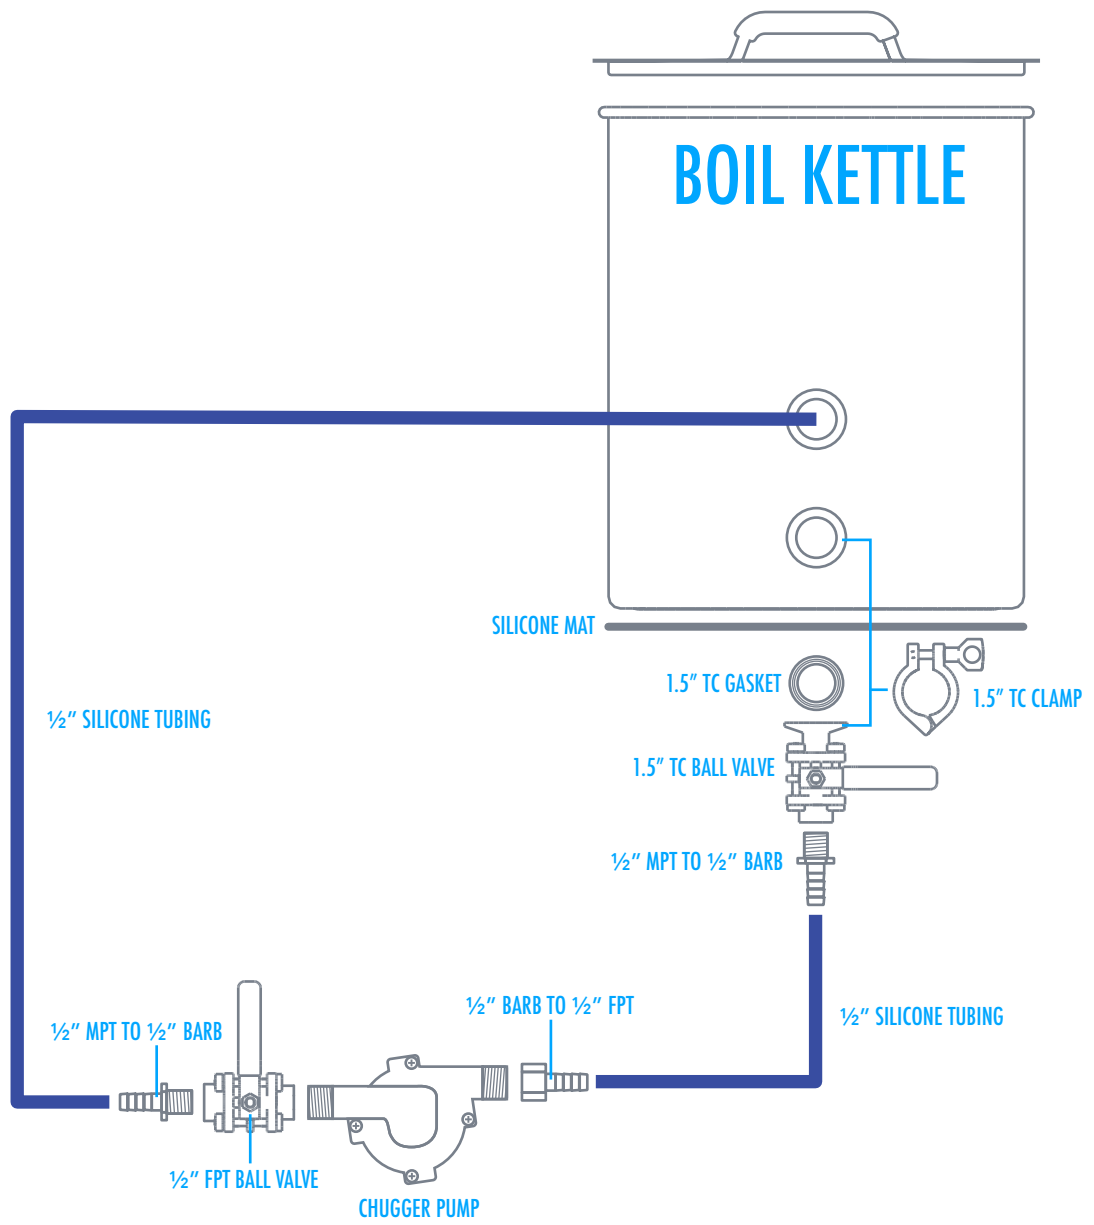 BOIL KETTLE
SILICONE MAT
1.5” TC GASKET
1.5” TC CLAMP
½” SILICONE TUBING
1.5” TC BALL VALVE
½” MPT TO ½” BARB
½” BARB TO ½” FPT
½” SILICONE TUBING
½” MPT TO ½” BARB
½” FPT BALL VALVE
CHUGGER PUMP